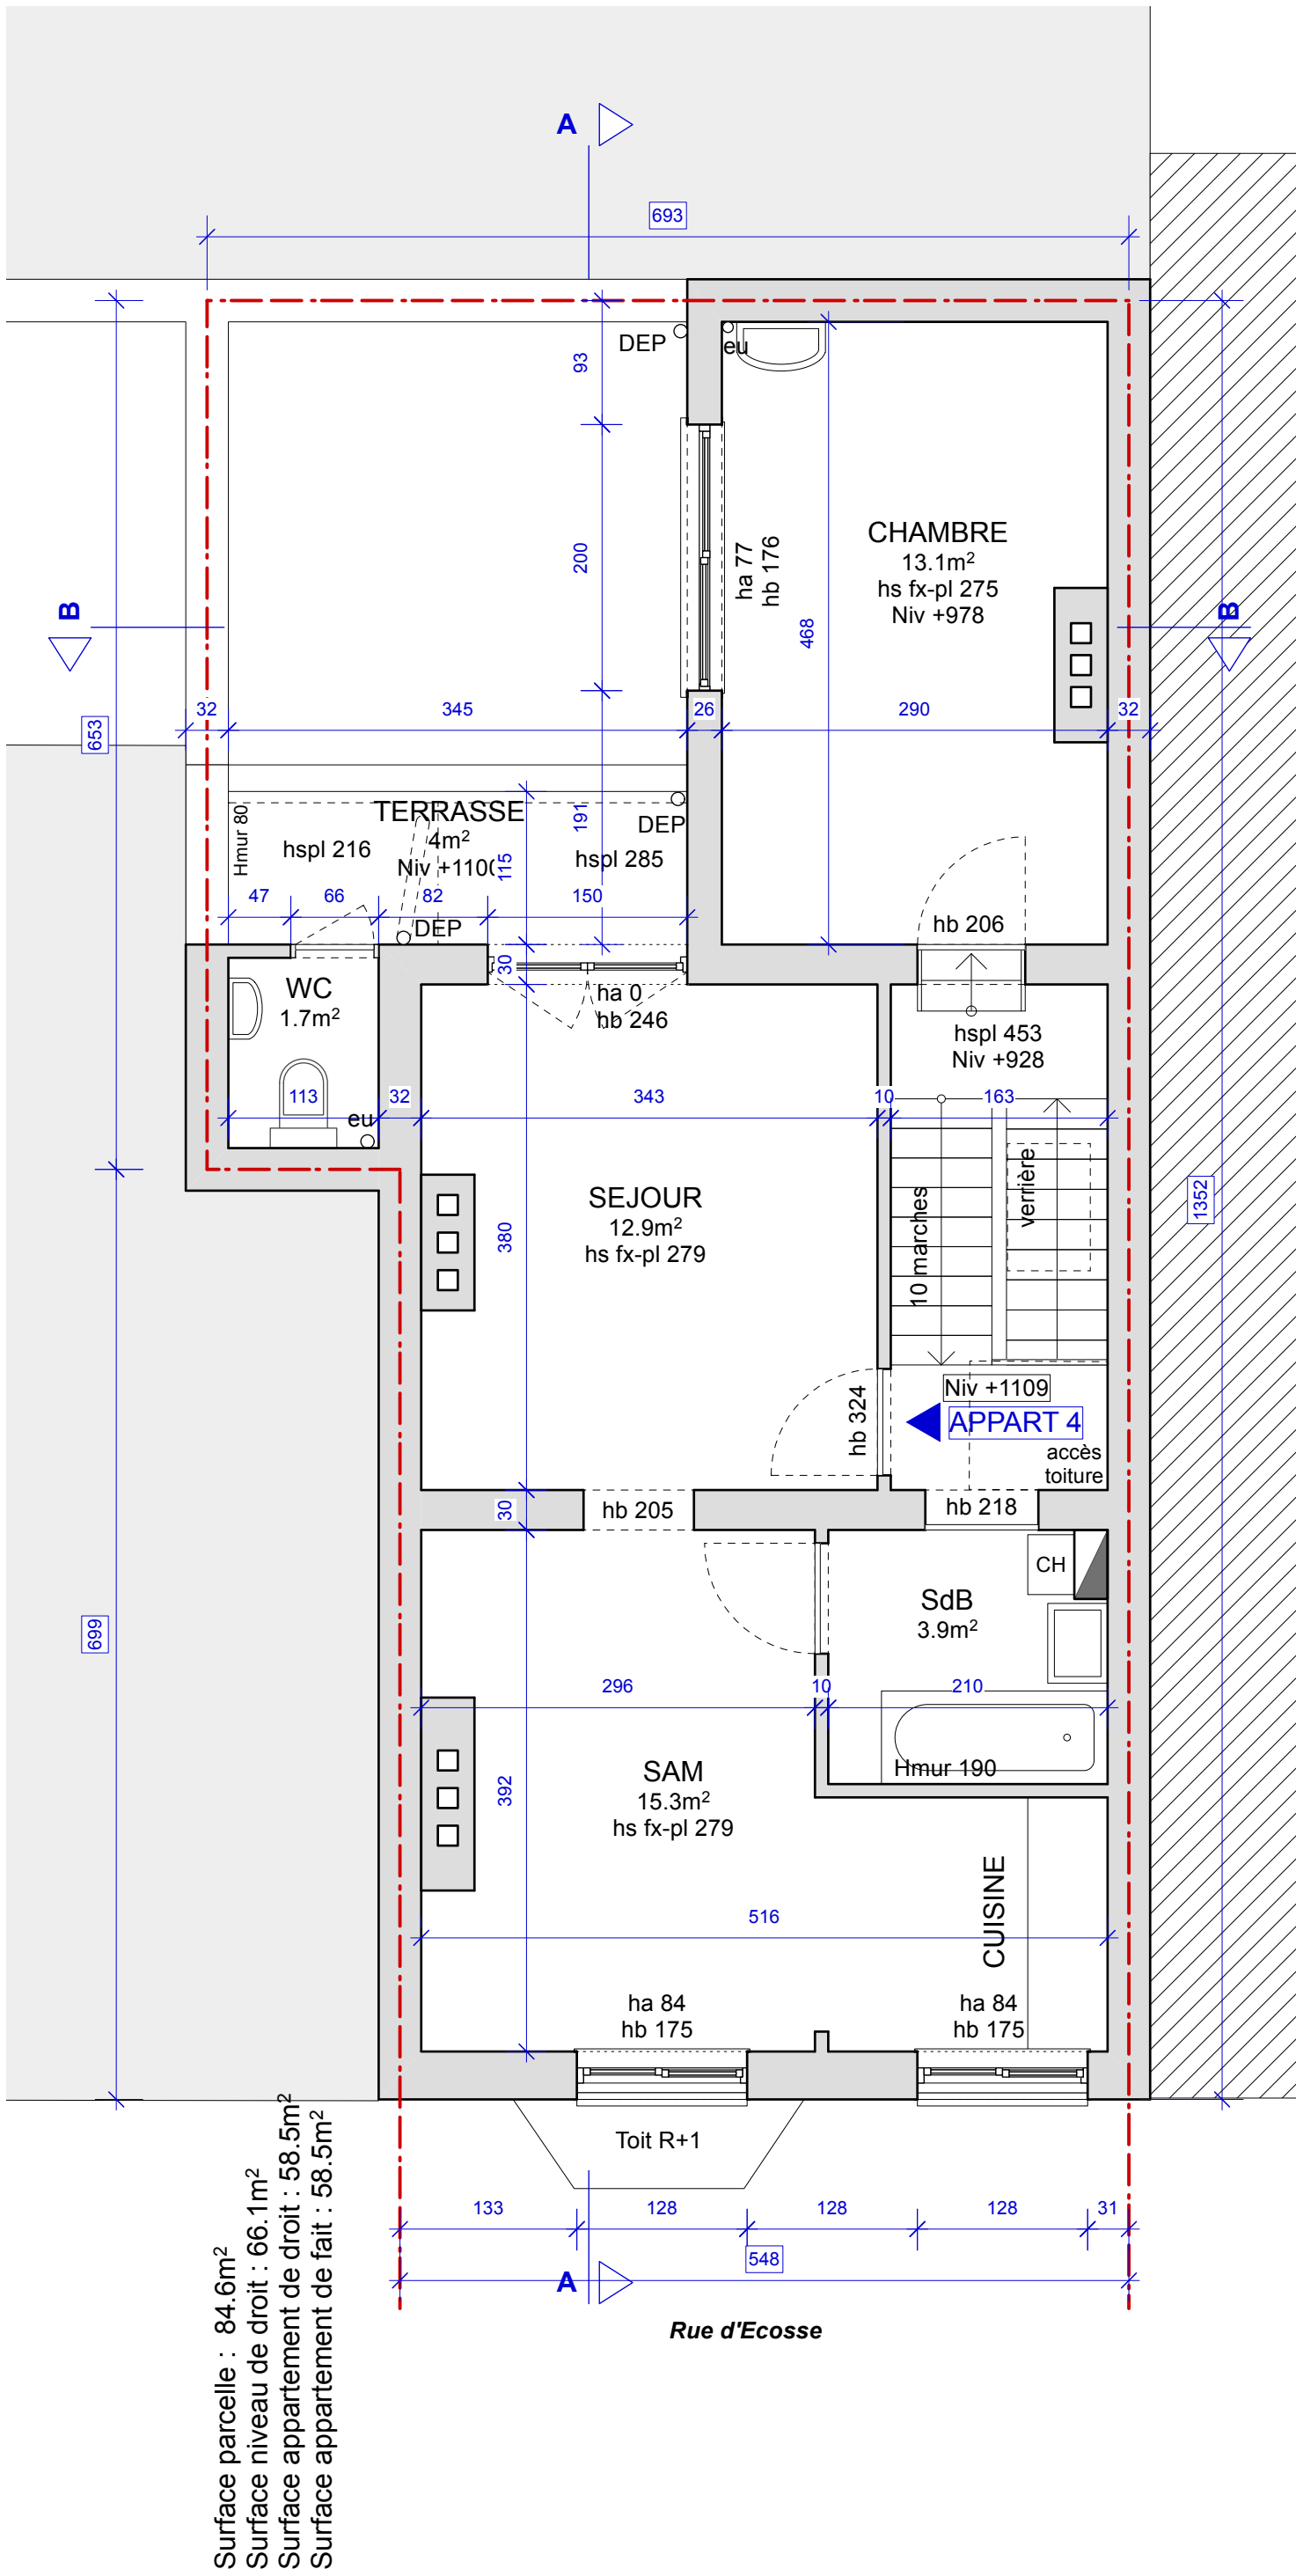 A
693
DEP
eu
93
200
ha 77
hb 176
CHAMBRE
13.1m²
hs fx-pl 275
Niv +978
468
B
B
653
32
345
26
290
32
Hmur 80
TERRASSE
4m²
Niv +1100
hspl 216
hspl 285
191
115
DEP
47
66
82
150
DEP
hb 206
30
WC
1.7m²
ha 0
hb 246
hspl 453
Niv +928
113
32
343
10
163
eu
SEJOUR
12.9m²
hs fx-pl 279
380
10 marches
verrière
1352
hb 324
Niv +1109
APPART 4
accès
toiture
30
hb 205
hb 218
CH
SdB
3.9m²
699
296
10
210
Hmur 190
SAM
15.3m²
hs fx-pl 279
392
CUISINE
516
ha 84
hb 175
ha 84
hb 175
Toit R+1
133
128
128
128
31
548
A
Rue d'Ecosse
Surface parcelle : 84.6m²
Surface niveau de droit : 66.1m²
Surface appartement de droit : 58.5m²
Surface appartement de fait : 58.5m²